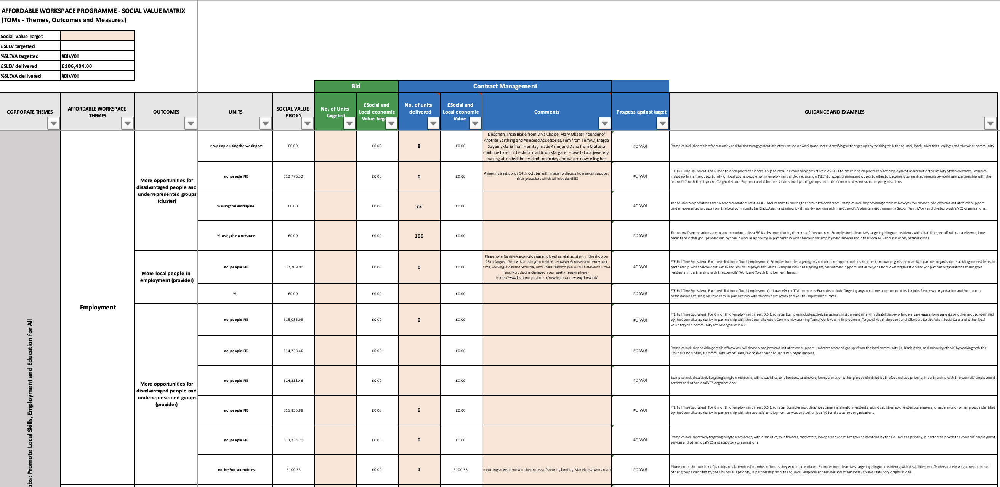 AFFORDABLE WORKSPACE PROGRAMME - SOCIAL VALUE MATRIX
(TOMs - Themes, Outcomes and Measures)
Social Value Target
£SLEV targetted
%SLEVA targetted #DIV/0!
£SLEV delivered £106,404.00
%SLEVA delivered #DIV/0!
Bid
Contract Management
CORPORATE THEMES
AFFORDABLE WORKSPACE
THEMES
OUTCOMES
UNITS
SOCIAL VALUE
PROXY
No. of Units
targeted
£Social and
Local economic
Value
No. of units
delivered
£Social and
Local economic
Value
Comments
Progress against target
GUIDANCE AND EXAMPLES
Promote Local Skills, Employment and Education for All
Employment
More opportunities for
disadvantaged people and
underrepresented groups
(cluster)
no. people using the workspace
£0.00
£0.00
8
£0.00
Designers Tricia Blake from Diva Choice, Mary Obaseki founder of
Another Earthling and Anieseed Accessories, Tem from TemAD, Majida
Sayam, Marie from Hashtag made 4 me, and Dana from Craftelia
continue to sell in the shop. In addition Margaret Howell - local jewellery
making attended the residents open day and we are now selling her
#DIV/0!
Examples include details of community and business engagement initiatives to secure workspace users; identifying further groups by working with the council, local universities , colleges and the wider community
no. people FTE
£12,776.32
£0.00
0
£0.00
A meeting is set up for 14th October with Ingeus to discuss how we can support
their jobseekers which will include NEETS
#DIV/0!
FTE: Full Time Equivalent; For 6 month of employment insert 0.5 (pro rata) The council expects at least 25 NEET to enter into employment/self-employment as a result of the activity of this contract. Examples
include offering the opportunity for local young people not in employment and/or education (NEET) to access training and opportunities to become future entrepreneurs by working in partnership with the
council's Youth Employment, Targeted Youth Support and Offenders Services, local youth groups and other community and statutory organisations.
% using the workspace
£0.00
£0.00
75
£0.00
#DIV/0!
The council's expectations are to accommodate at least 34% BAME residents during the term of the contract. Examples include providing details of how you will develop projects and initiatives to support
underrepresented groups from the local community (i.e. Black, Asian, and minority ethnic) by working with the Council's Voluntary & Community Sector Team, iWork and the borough's VCS organisations.
% using the workspace
£0.00
£0.00
100
£0.00
#DIV/0!
The council's expectations are to accommodate at least 50% of women during the term of the contract. Examples include actively targeting Islington residents with disabilities, ex-offenders, care leavers, lone
parents or other groups identified by the Council as a priority, in partnership with the councils' employment services and other local VCS and statutory organisations.
More local people in
employment (provider)
no. people FTE
£37,209.00
£0.00
0
£0.00
Please note Genieve Vasconcelos was employed as retail assistant in the shop on
25th August. Genieve is an Islington resident. However Genieve is currently part
time, working Friday and Saturday until she is ready to join us full time which is the
aim. INtroducing Genieve on our weekly newswire here -
https://www.fashioncapital.co.uk/newsletter/a-new-way-forward/
#DIV/0!
FTE: Full Time Equivalent; For the definition of local (employment). Examples include targeting any recruitment opportunities for jobs from own organisation and/or partner organisations at Islington residents, in
partnership with the councils' iWork and Youth Employment Teams. Examples include targeting any recruitment opportunities for jobs from own organisation and/or partner organisations at Islington
residents, in partnership with the councils' iWork and Youth Employment Teams.
%
£0.00
£0.00
£0.00
#DIV/0!
FTE: Full Time Equivalent; For the definition of local (employment), please refer to ITT documents. Examples include Targeting any recruitment opportunities for jobs from own organisation and/or partner
organisations at Islington residents, in partnership with the councils' iWork and Youth Employment Teams.
More opportunities for
disadvantaged people and
underrepresented groups
(provider)
no. people FTE
£15,085.95
£0.00
0
£0.00
#DIV/0!
FTE: Full Time Equivalent; For 6 month of employment insert 0.5 (pro rata). Examples include actively targeting Islington residents with disabilities, ex-offenders, care leavers, lone parents or other groups identified
by the Council as a priority, in partnership with the Council's Adult Community Learning Team, iWork, Youth Employment, Targeted Youth Support and Offenders Service Adult Social Care and other local
voluntary and community sector organisations.
no. people FTE
£14,238.46
£0.00
£0.00
#DIV/0!
Examples include providing details of how you will develop projects and initiatives to support underrepresented groups from the local community (i.e. Black, Asian, and minority ethnic) by working with the
Council's Voluntary & Community Sector Team, iWork and the borough's VCS organisations.
no. people FTE
£14,238.46
£0.00
£0.00
#DIV/0!
Examples include actively targeting Islington residents, with disabilities, ex-offenders, care leavers, lone parents or other groups identified by the Council as a priority, in partnership with the councils' employment
services and other local VCS organisations.
no. people FTE
£15,856.88
£0.00
0
£0.00
#DIV/0!
FTE: Full Time Equivalent; For 6 month of employment insert 0.5 (pro rata). Examples include actively targeting Islington residents, with disabilities, ex-offenders, care leavers, lone parents or other groups identified
by the Council as a priority, in partnership with the councils' employment services and other local VCS and statutory organisations.
no. people FTE
£13,234.70
£0.00
0
£0.00
#DIV/0!
Examples include actively targeting Islington residents, with disabilities, ex-offenders, care leavers, lone parents or other groups identified by the Council as a priority, in partnership with the councils' employment
services and other local VCS and statutory organisations.
no. hrs*no. attendees
£100.33
£0.00
1
£100.33
cutting so we are now in the process of securing funding. Mamello is a woman and
#DIV/0!
Please, enter the number of participants (attendees)*number of hours they were in attendance. Examples include actively targeting Islington residents, with disabilities, ex-offenders, care leavers, lone parents or
other groups identified by the Council as a priority, in partnership with the councils' employment services and other local VCS and statutory organisations.